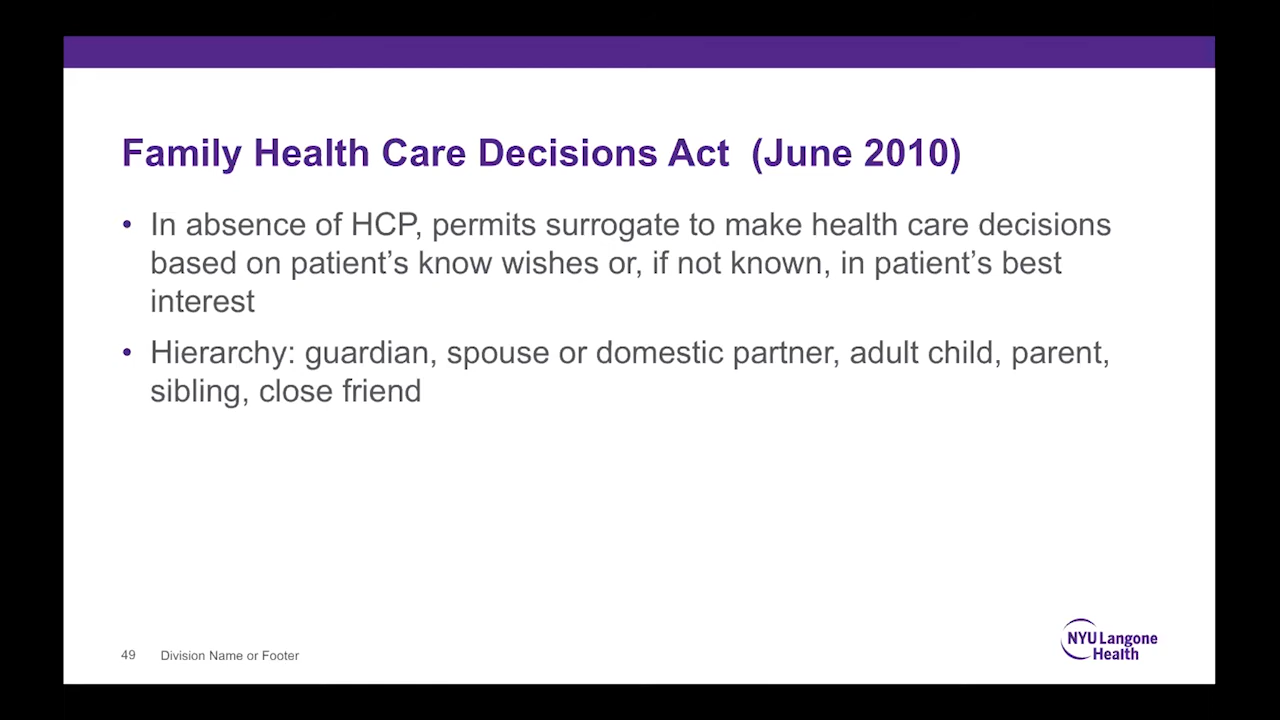 Family Health Care Decisions Act  (June 2010)
• In absence of HCP, permits surrogate to make health care decisions
based on patient’s know wishes or, if not known, in patient’s best
interest
• Hierarchy: guardian, spouse or domestic partner, adult child, parent,
sibling, close friend
49 Division Name or Footer
NYU Langone
Health